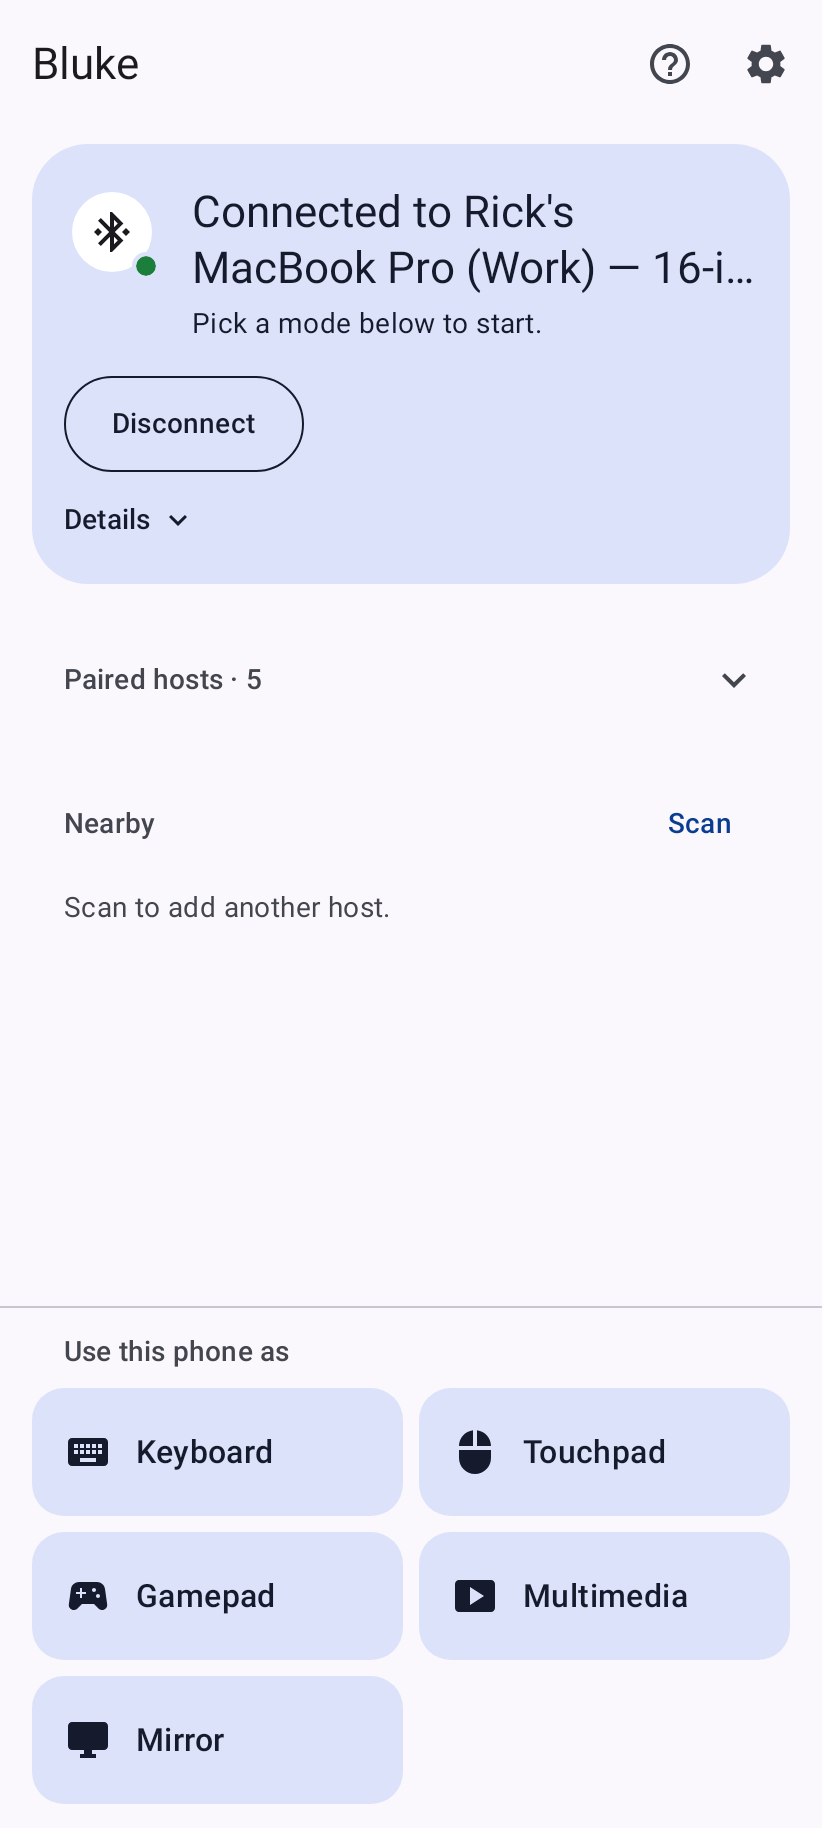 Bluke
Connected to Rick's
MacBook Pro (Work) — 16-i…
Pick a mode below to start.
Disconnect
Details
Paired hosts · 5
Nearby
Scan
Scan to add another host.
Use this phone as
Keyboard
Touchpad
Gamepad
Multimedia
Mirror